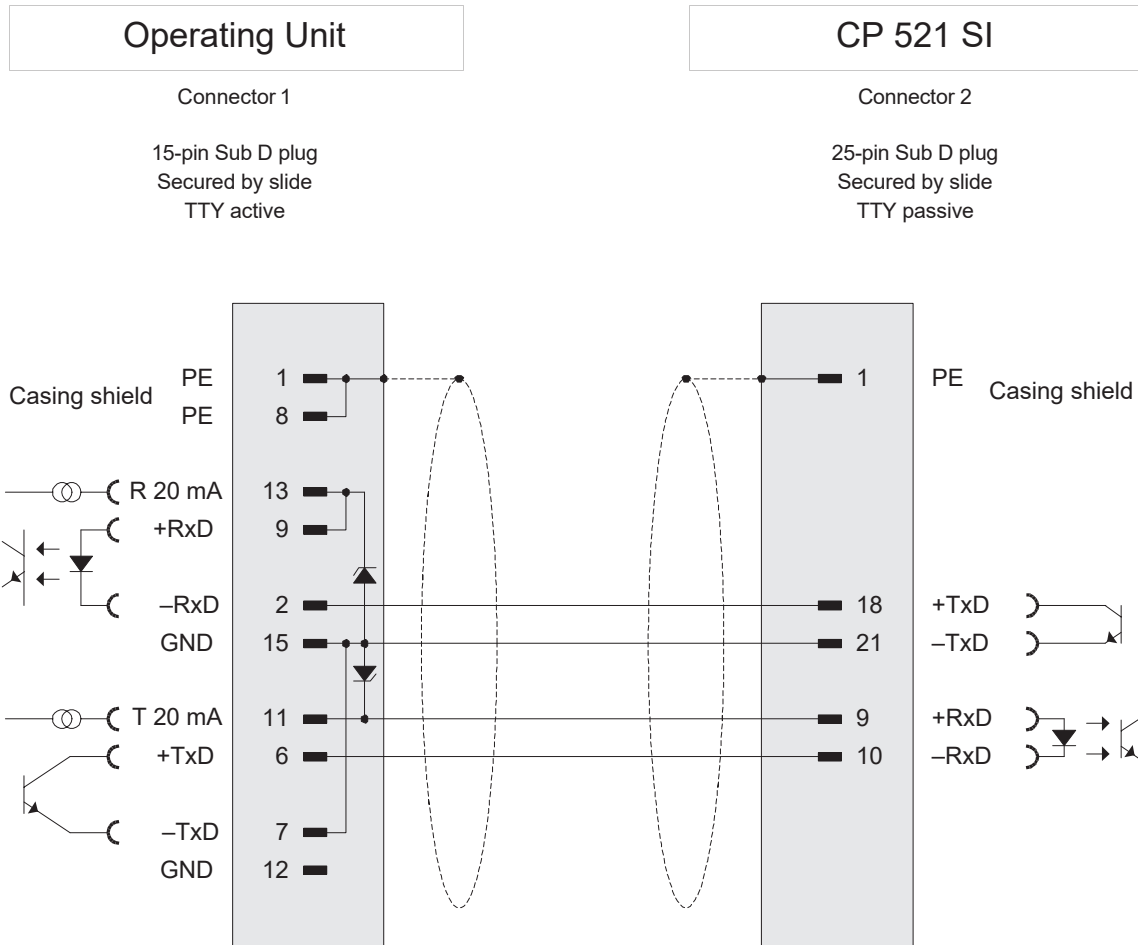 Operating Unit
CP 521 SI
Connector 1
Connector 2
15-pin Sub D plug
25-pin Sub D plug
Secured by slide
Secured by slide
TTY active
TTY passive
Casing shield
PE 1
1 PE
Casing shield
PE 8
R 20 mA 13
+RxD 9
–RxD 2
18 +TxD
GND 15
21 –TxD
T 20 mA 11
9 +RxD
+TxD 6
10 –RxD
–TxD 7
GND 12